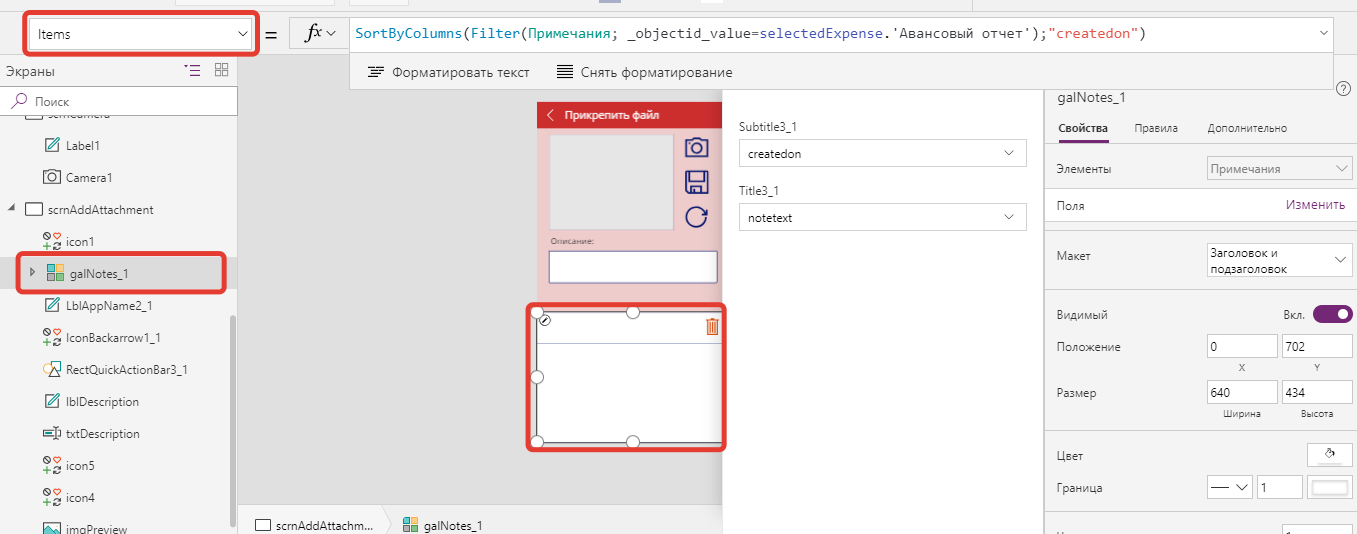 Items
=
fx
SortByColumns(Filter(Примечания; _objectid_value=selectedExpense.'Авансовый отчет');"createdon")
Форматировать текст
Снять форматирование
Экраны
Поиск
Label1
Camera1
scrnAddAttachment
icon1
galNotes_1
LblAppName2_1
IconBackarrow1_1
RectQuickActionBar3_1
lblDescription
txtDescription
icon5
icon4
imgPreview
Прикрепить файл
Описание:
Subtitle3_1
createdon
Title3_1
notetext
scrnAddAttachm...
galNotes_1
galNotes_1
Свойства
Правила
Дополнительно
Элементы
Примечания
Поля
Изменить
Макет
Заголовок и
подзаголовок
Видимый
Вкл.
Положение
0
702
X
Y
Размер
640
434
Ширина
Высота
Цвет
Граница
1